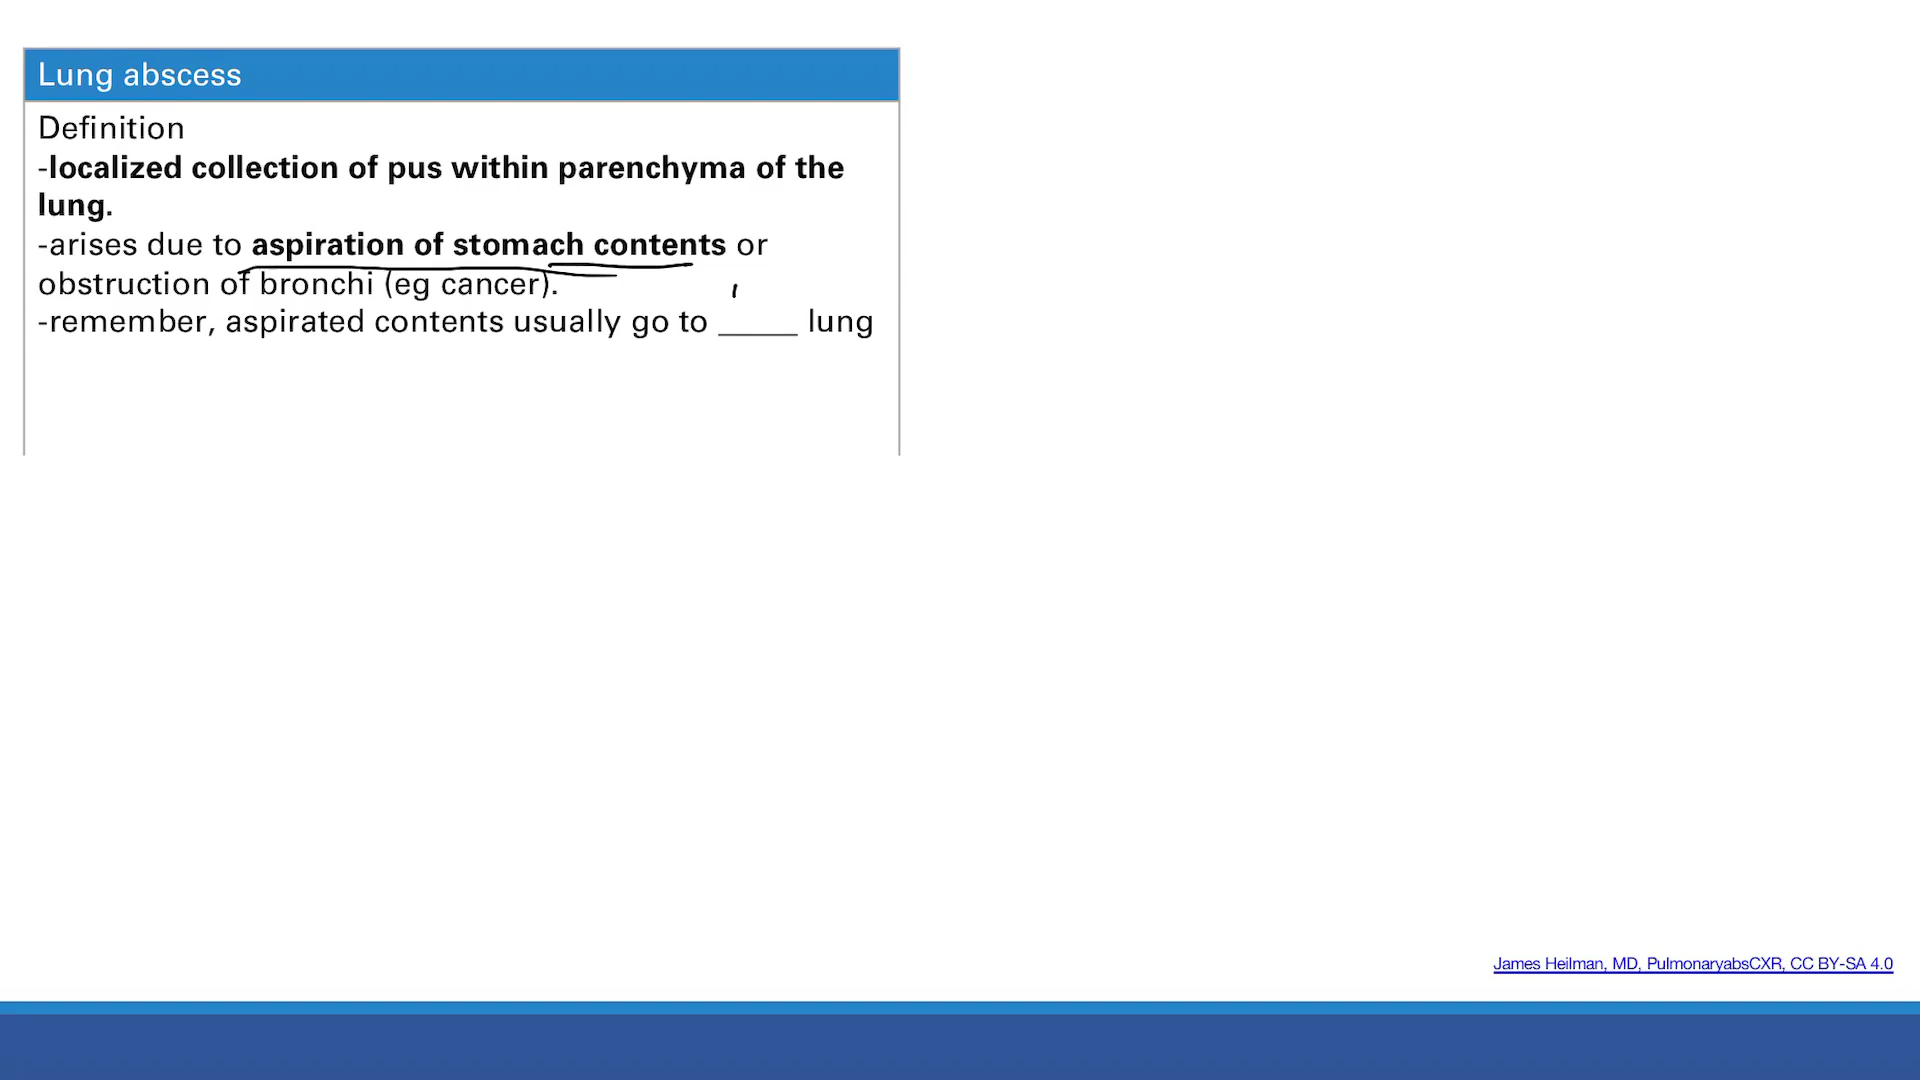 Lung abscess
Definition
-localized collection of pus within parenchyma of the
lung.
-arises due to aspiration of stomach contents or
obstruction of bronchi (eg cancer).
-remember, aspirated contents usually go to _____ lung
James Heilman, MD, PulmonaryabsCXR, CC BY-SA 4.0